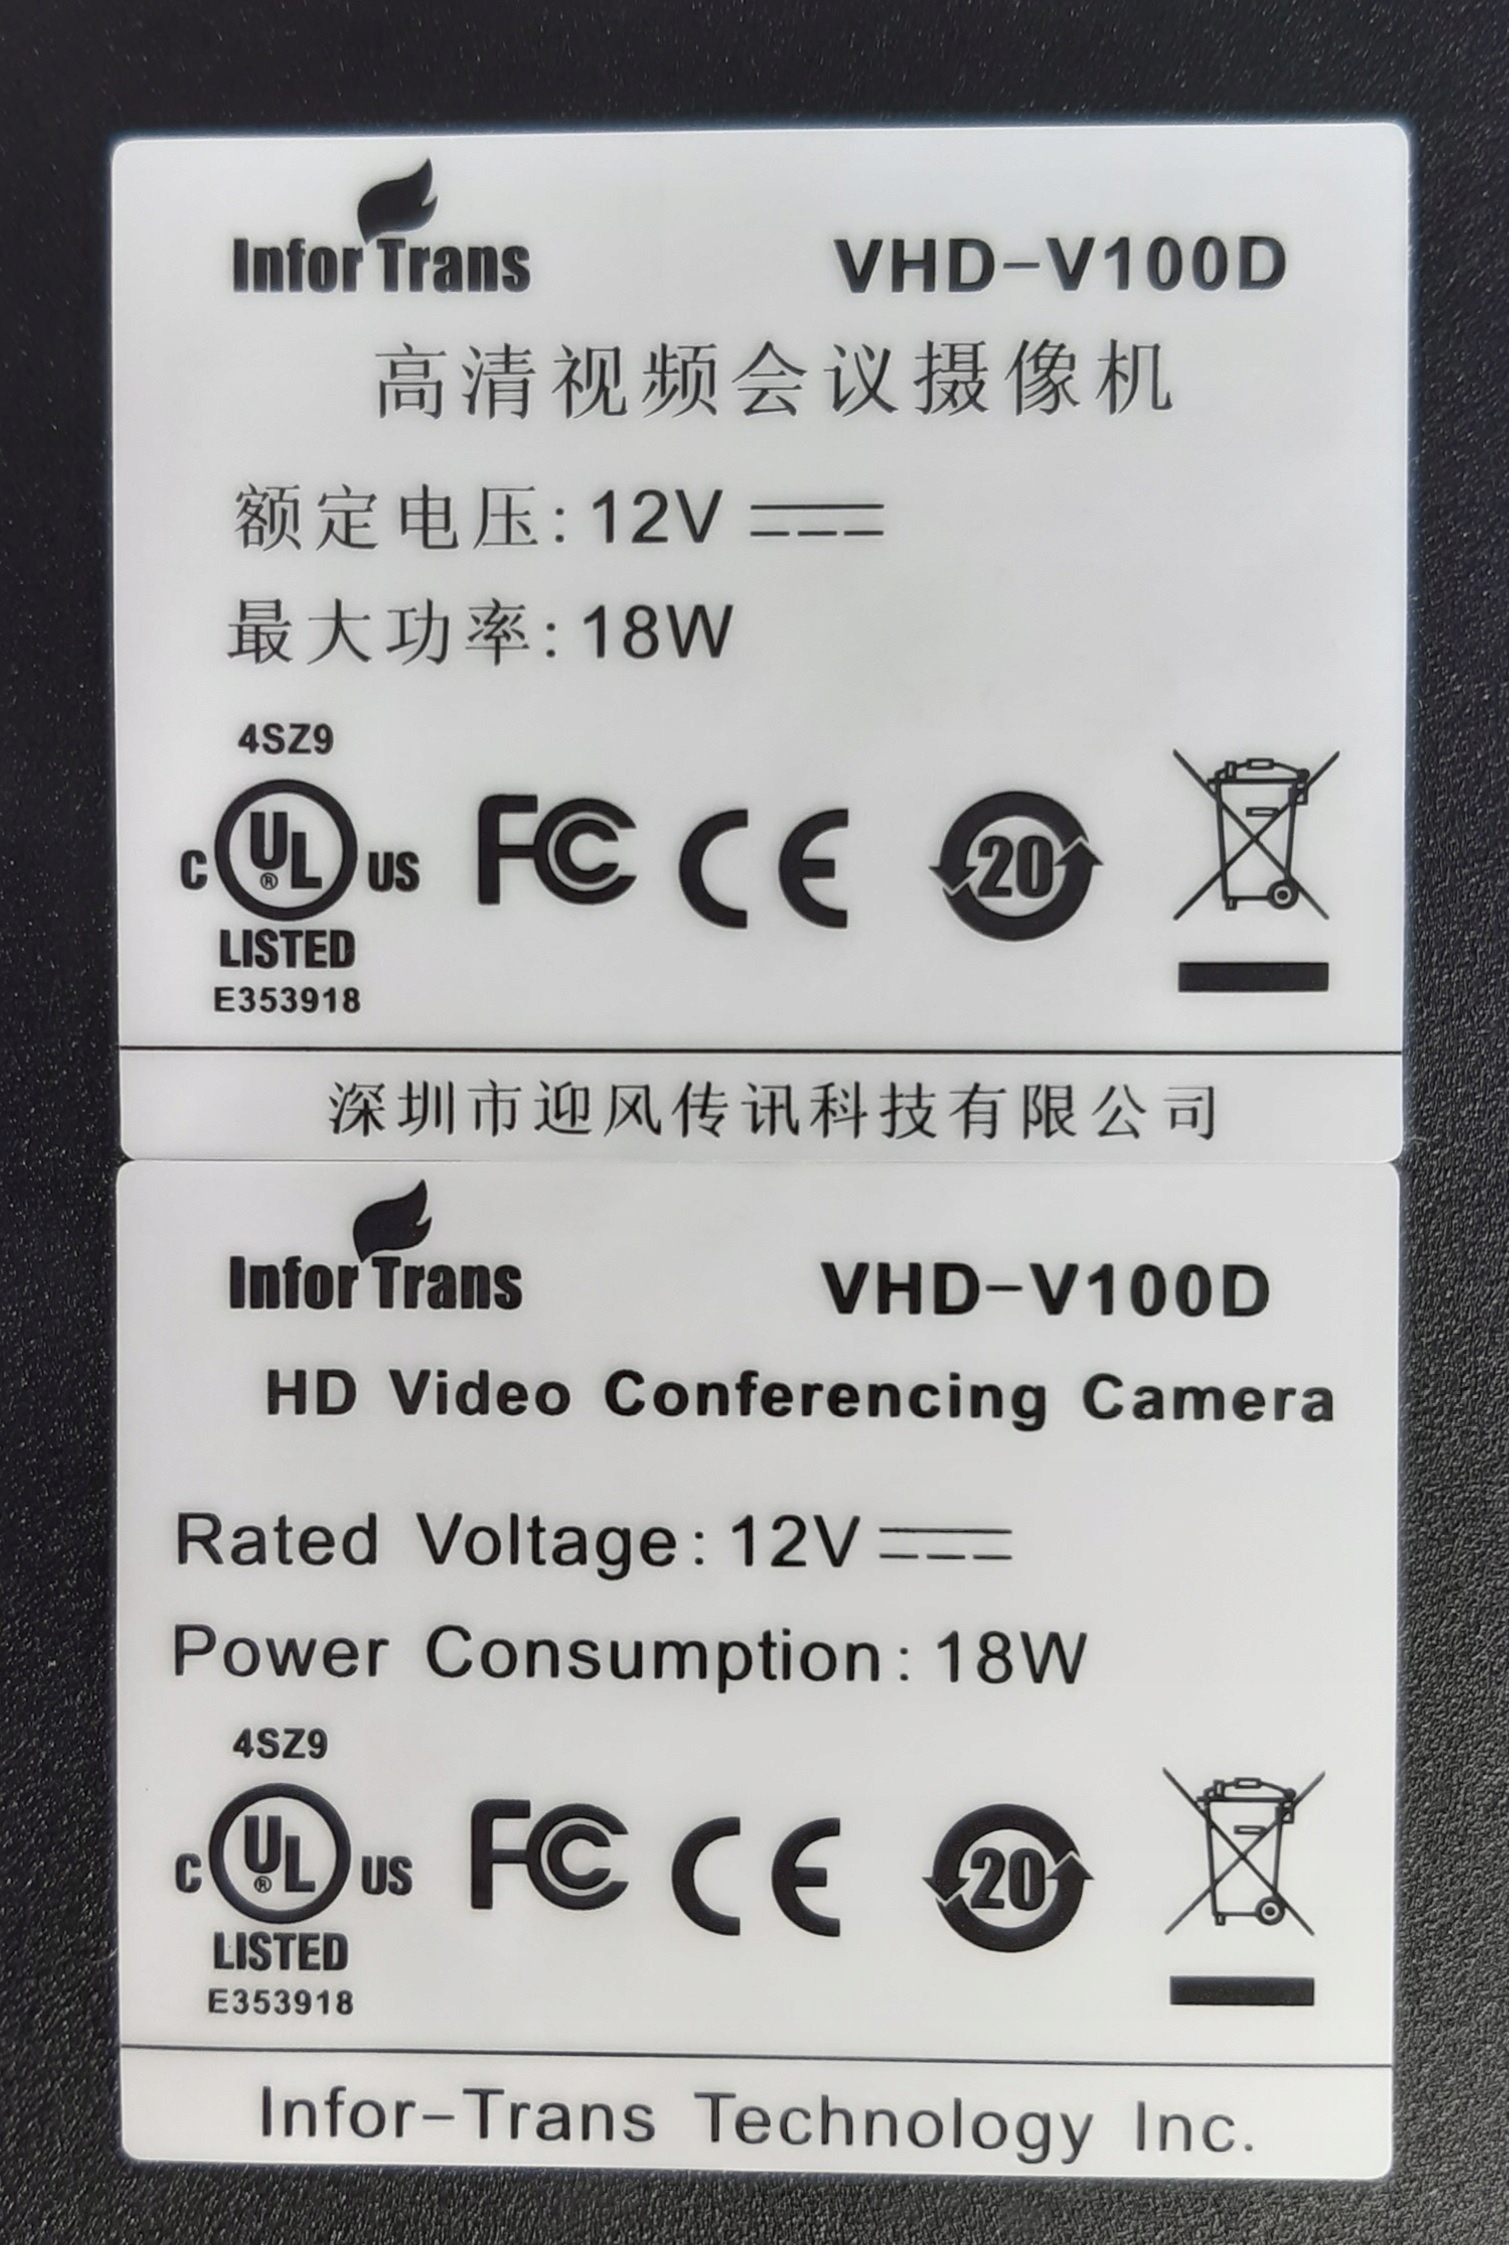 Infor Trans VHD-V100D
高清视频会议摄像机
额定电压: 12V
最大功率: 18W
4SZ9
C UL® US FC CE 20
LISTED
E353918
深圳市迎风传讯科技有限公司
Infor Trans VHD-V100D
HD Video Conferencing Camera
Rated Voltage: 12V
Power Consumption: 18W
4SZ9
C UL® US FC CE 20
LISTED
E353918
Infor-Trans Technology Inc.